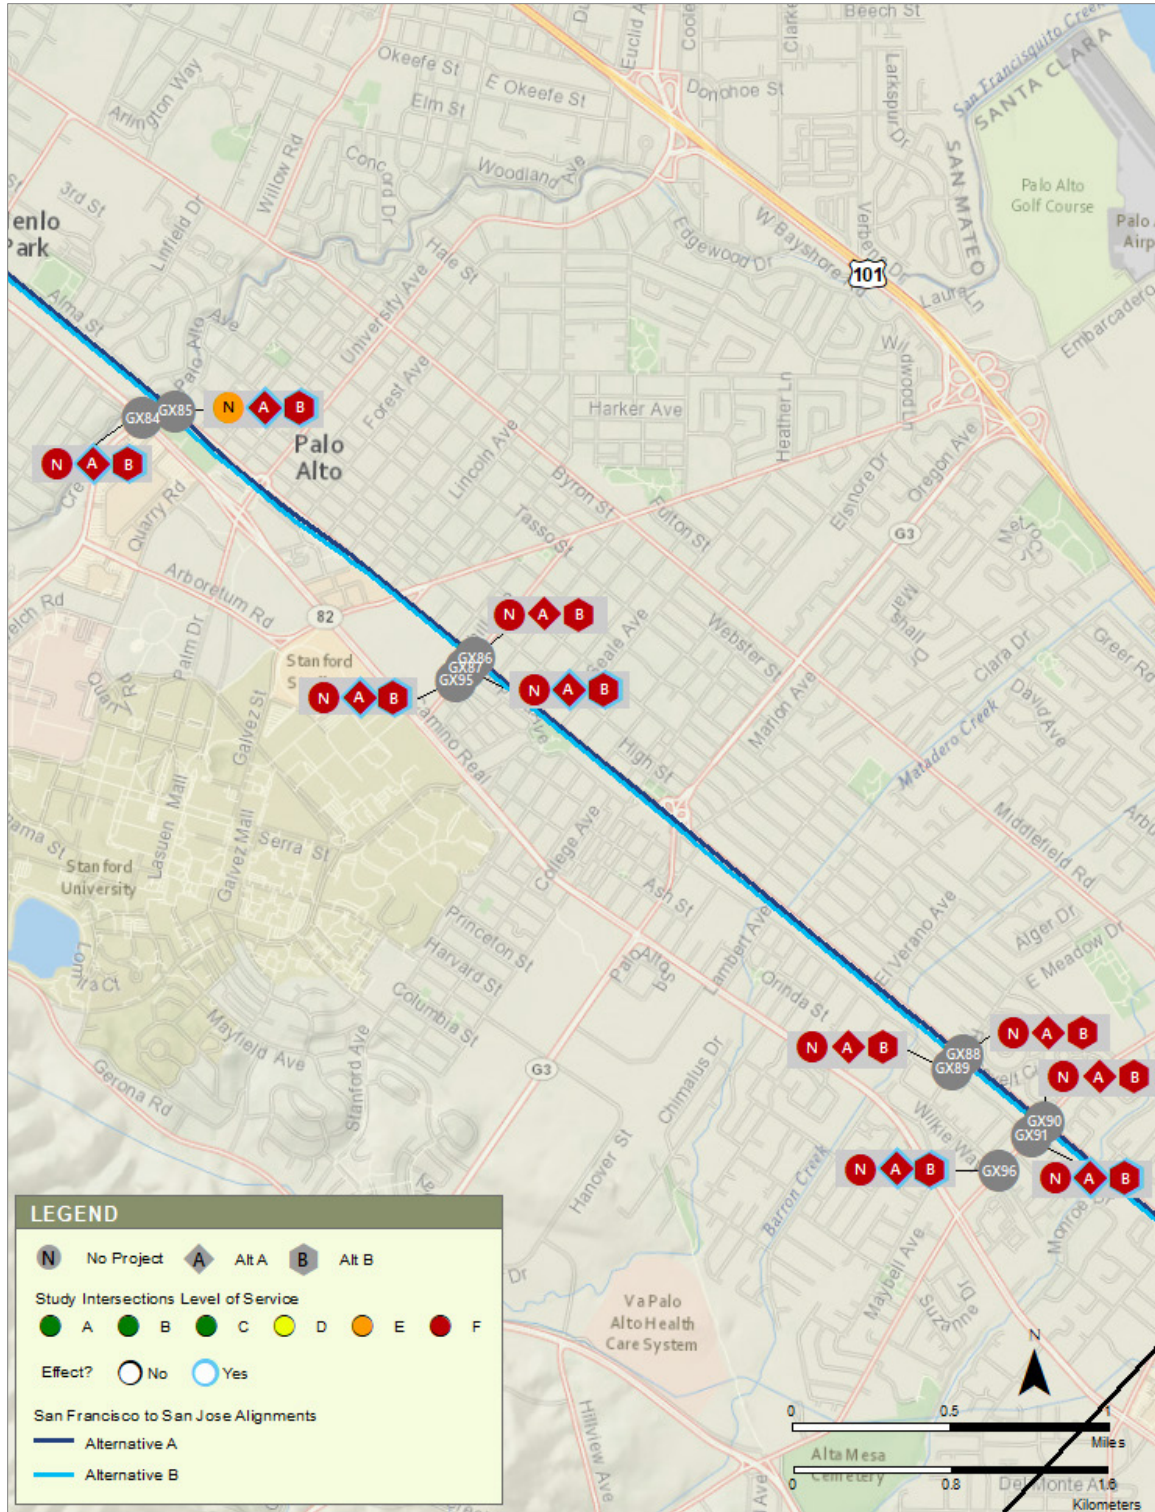 Beech St
Okeefe St
E Okeefe St
Donohoe St
Elm St
Arlington Way
Willow Rd
Concord Dr
Woodland Ave
Larkspur Dr
San Francisquito Creek
SANTA CLARA
SAN MATEO
Palo Alto
Golf Course
3rd St
Linfield Dr
Hale St
Edgewood Dr
W Bayshore Rd
101
Laura Ln
Embarcadero
Alma St
Palo Alto Ave
University Ave
Forest Ave
Wildwood Ln
Heather Ln
Harker Ave
GX84
GX85
N A B
N A B
Palo
Alto
Lincoln Ave
Byron St
Fulton St
Tasso St
Elsinore Dr
Oregon Ave
G3
Quarry Rd
Arboretum Rd
82
Palm Dr
Galvez St
Marshall Dr
Webster St
Seale Ave
Clara Dr
Greer Rd
David Ave
Stanford
GX86
GX87
GX95
N A B
N A B
N A B
Camino Real
High St
Marion Ave
Matadero Creek
Middlefield Rd
Lasuen Mall
Galvez Mall
Serra St
Stanford
University
College Ave
Ash St
Princeton St
Harvard St
Columbia St
Lambert Ave
Orinda St
El Verano Ave
Alger Dr
E Meadow Dr
Mayfield Ave
Stanford Ave
Gerona Rd
G3
Chimalus Dr
Hanover St
Barron Creek
Wilkie Way
GX88
GX89
GX90
GX91
GX96
N A B
N A B
N A B
N A B
N A B
Monroe Dr
Maybell Ave
Suzanne Dr
Va Palo
Alto Health
Care System
Hillview Ave
Alta Mesa
Cemetery
Del Monte Ave
LEGEND
N No Project A Alt A B Alt B
Study Intersections Level of Service
A B C D E F
Effect? No Yes
San Francisco to San Jose Alignments
Alternative A
Alternative B
N
0 0.5 1
Miles
0 0.8 1.6
Kilometers